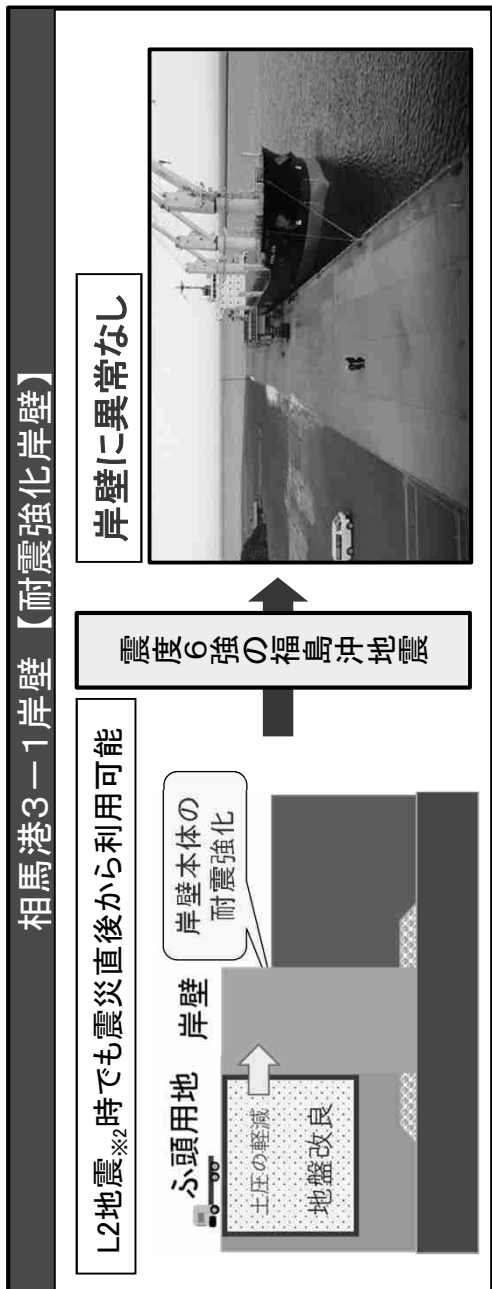 相馬港3－1岸壁 【耐震強化岸壁】
L2地震※2時でも震災直後から利用可能
ふ頭用地
岸壁
岸壁本体の
耐震強化
土圧の軽減
地盤改良
震度6強の福島沖地震
岸壁に異常なし